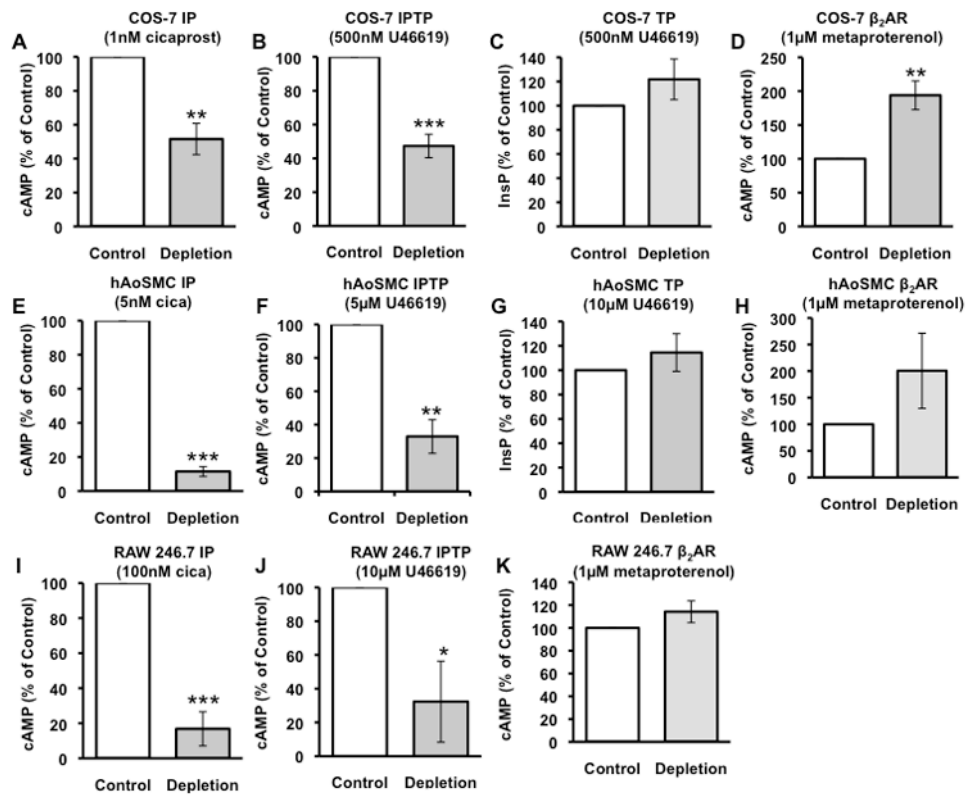 A
COS-7 IP
(1nM cicaprost)
cAMP (% of Control)
100
80
60
40
20
0
**
Control Depletion
B
COS-7 IPTP
(500nM U46619)
cAMP (% of Control)
100
80
60
40
20
0
***
Control Depletion
C
COS-7 TP
(500nM U46619)
InsP (% of Control)
140
120
100
80
60
40
20
0
Control Depletion
D
COS-7 β₂AR
(1µM metaproterenol)
cAMP (% of Control)
250
200
150
100
50
0
**
Control Depletion
E
hAoSMC IP
(5nM cica)
cAMP (% of Control)
100
80
60
40
20
0
***
Control Depletion
F
hAoSMC IPTP
(5µM U46619)
cAMP (% of Control)
100
80
60
40
20
0
**
Control Depletion
G
hAoSMC TP
(10µM U46619)
InsP (% of Control)
140
120
100
80
60
40
20
0
Control Depletion
H
hAoSMC β₂AR
(1µM metaproterenol)
cAMP (% of Control)
300
250
200
150
100
50
0
Control Depletion
I
RAW 246.7 IP
(100nM cica)
cAMP (% of Control)
100
80
60
40
20
0
***
Control Depletion
J
RAW 246.7 IPTP
(10µM U46619)
cAMP (% of Control)
100
80
60
40
20
0
*
Control Depletion
K
RAW 246.7 β₂AR
(1µM metaproterenol)
cAMP (% of Control)
140
120
100
80
60
40
20
0
Control Depletion